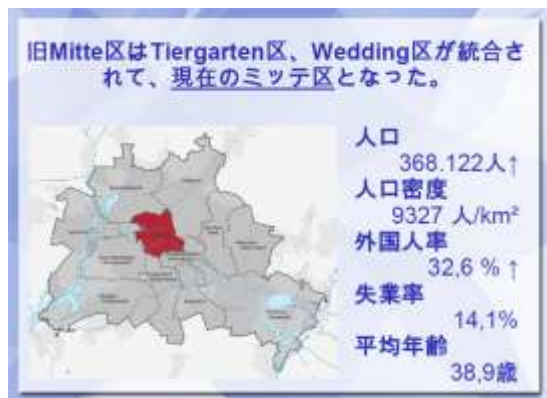 旧Mitte区はTiergarten区、Wedding区が統合さ
れて、現在のミッテ区となった。
人口
368.122人↑
人口密度
9327 人/km²
外国人率
32,6 % ↑
失業率
14,1%
平均年齢
38,9歳